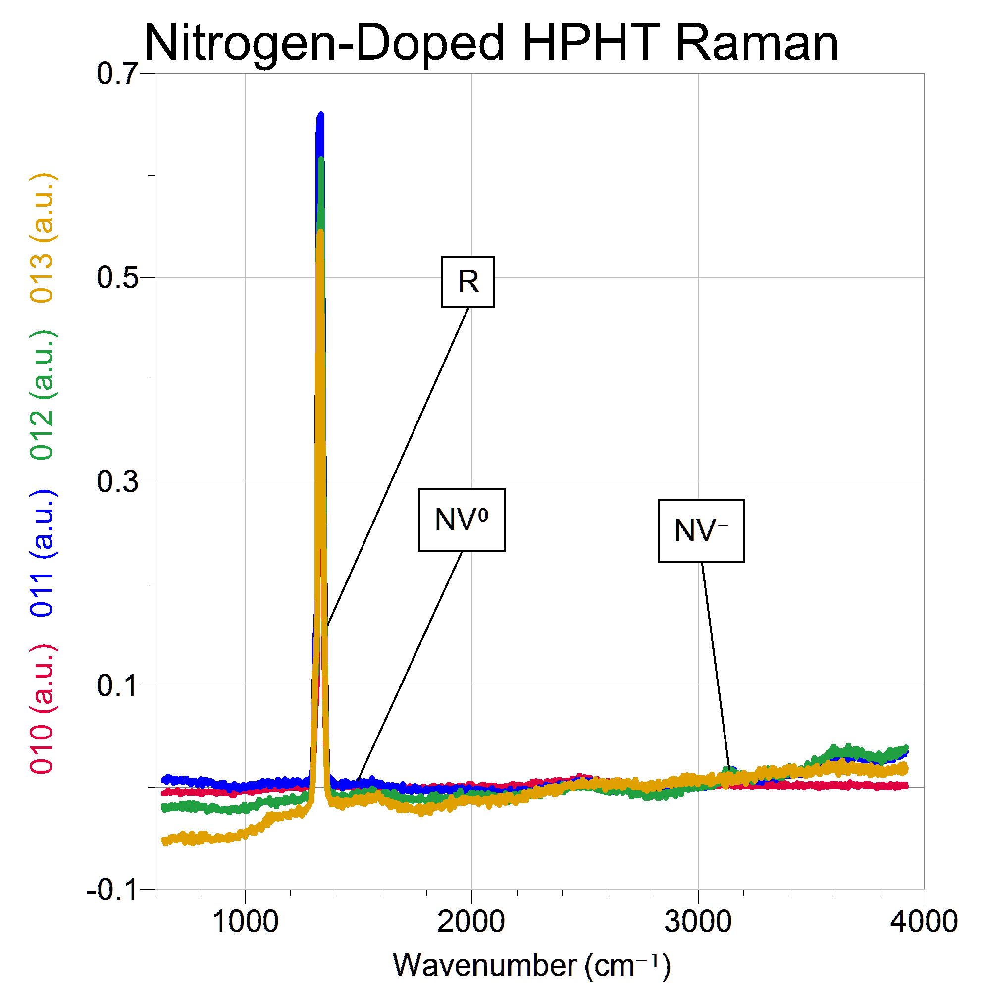 Nitrogen-Doped HPHT Raman
0.7
0.5
0.3
0.1
-0.1
010 (a.u.) 011 (a.u.) 012 (a.u.) 013 (a.u.)
R
NV⁰
NV⁻
1000 2000 3000 4000
Wavenumber (cm⁻¹)